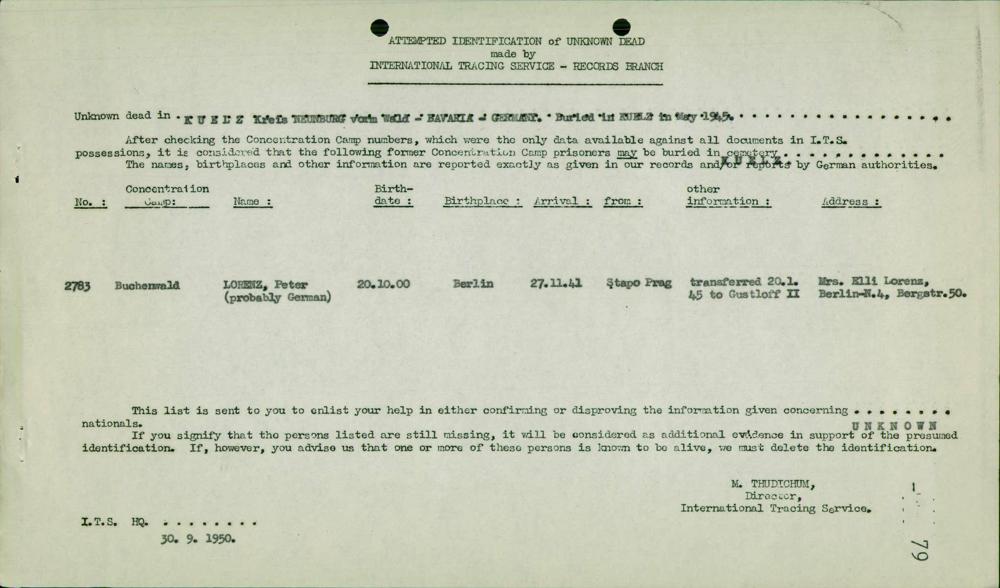 ATTEMPTED IDENTIFICATION of UNKNOWN DEAD
made by
INTERNATIONAL TRACING SERVICE - RECORDS BRANCH
Unknown dead in . K U E L Z Kreis NEUNBURG vorm Wald - BAVARIA - GERMANY. Buried in KUELZ in May 1945.
After checking the Concentration Camp numbers, which were the only data available against all documents in I.T.S.
possessions, it is considered that the following former Concentration Camp prisoners may be buried in cemetery. K U E L Z
The names, birthplaces and other information are reported exactly as given in our records and/or reports by German authorities.
No. : Concentration Camp: Name : Birth-date : Birthplace : Arrival : from : other information : Address :
2783 Buchenwald LORENZ, Peter 20.10.00 Berlin 27.11.41 Stapo Prag transferred 20.1. Mrs. Elli Lorenz,
(probably German) 45 to Gustloff II Berlin-N.4, Bergstr.50.
This list is sent to you to enlist your help in either confirming or disproving the information given concerning . . . . . . . .
nationals. U N K N O W N
If you signify that the persons listed are still missing, it will be considered as additional evidence in support of the presumed
identification. If, however, you advise us that one or more of these persons is known to be alive, we must delete the identification.
M. THUDICHUM,
Director,
International Tracing Service.
I.T.S. HQ. . . . . . . . .
30. 9. 1950.
1
79